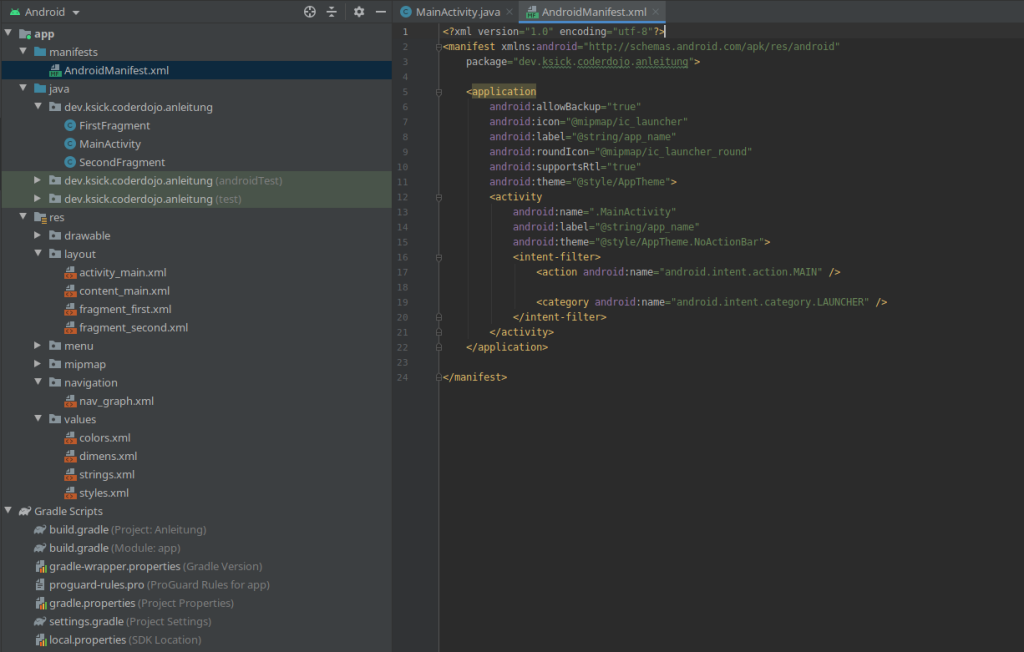 Android
app
manifests
AndroidManifest.xml
java
dev.ksick.coderdojo.anleitung
FirstFragment
MainActivity
SecondFragment
dev.ksick.coderdojo.anleitung (androidTest)
dev.ksick.coderdojo.anleitung (test)
res
drawable
layout
activity_main.xml
content_main.xml
fragment_first.xml
fragment_second.xml
menu
mipmap
navigation
nav_graph.xml
values
colors.xml
dimens.xml
strings.xml
styles.xml
Gradle Scripts
build.gradle (Project: Anleitung)
build.gradle (Module: app)
gradle-wrapper.properties (Gradle Version)
proguard-rules.pro (ProGuard Rules for app)
gradle.properties (Project Properties)
settings.gradle (Project Settings)
local.properties (SDK Location)
MainActivity.java AndroidManifest.xml
1 <?xml version="1.0" encoding="utf-8"?>
2 <manifest xmlns:android="http://schemas.android.com/apk/res/android"
3 package="dev.ksick.coderdojo.anleitung">
4
5 <application
6 android:allowBackup="true"
7 android:icon="@mipmap/ic_launcher"
8 android:label="@string/app_name"
9 android:roundIcon="@mipmap/ic_launcher_round"
10 android:supportsRtl="true"
11 android:theme="@style/AppTheme">
12 <activity
13 android:name=".MainActivity"
14 android:label="@string/app_name"
15 android:theme="@style/AppTheme.NoActionBar">
16 <intent-filter>
17 <action android:name="android.intent.action.MAIN" />
18
19 <category android:name="android.intent.category.LAUNCHER" />
20 </intent-filter>
21 </activity>
22 </application>
23
24 </manifest>